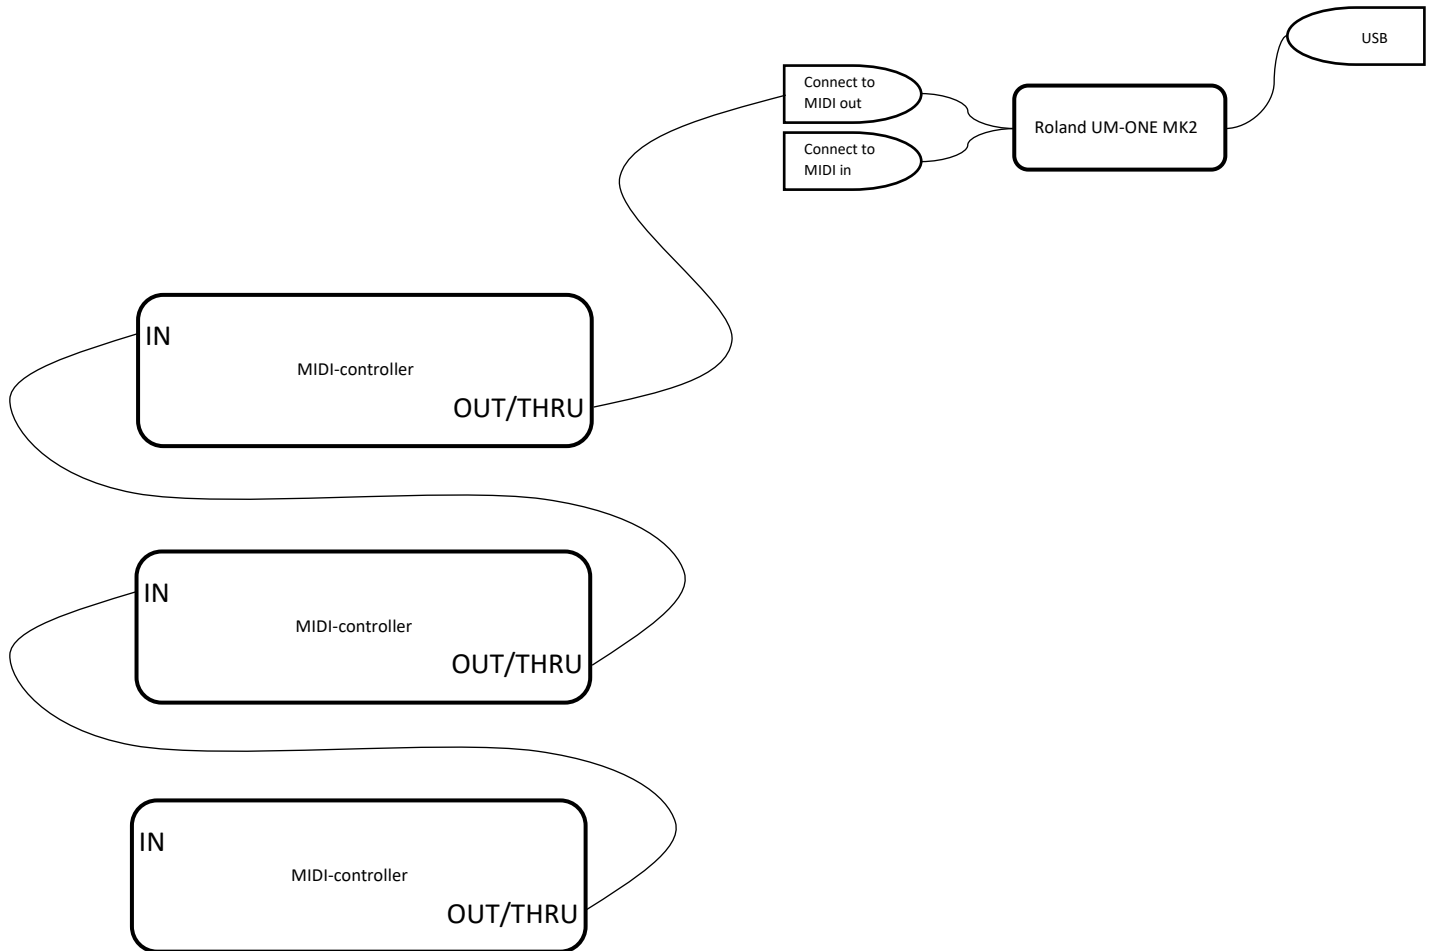 USB
Connect to
MIDI out
Roland UM-ONE MK2
Connect to
MIDI in
IN
MIDI-controller
OUT/THRU
IN
MIDI-controller
OUT/THRU
IN
MIDI-controller
OUT/THRU